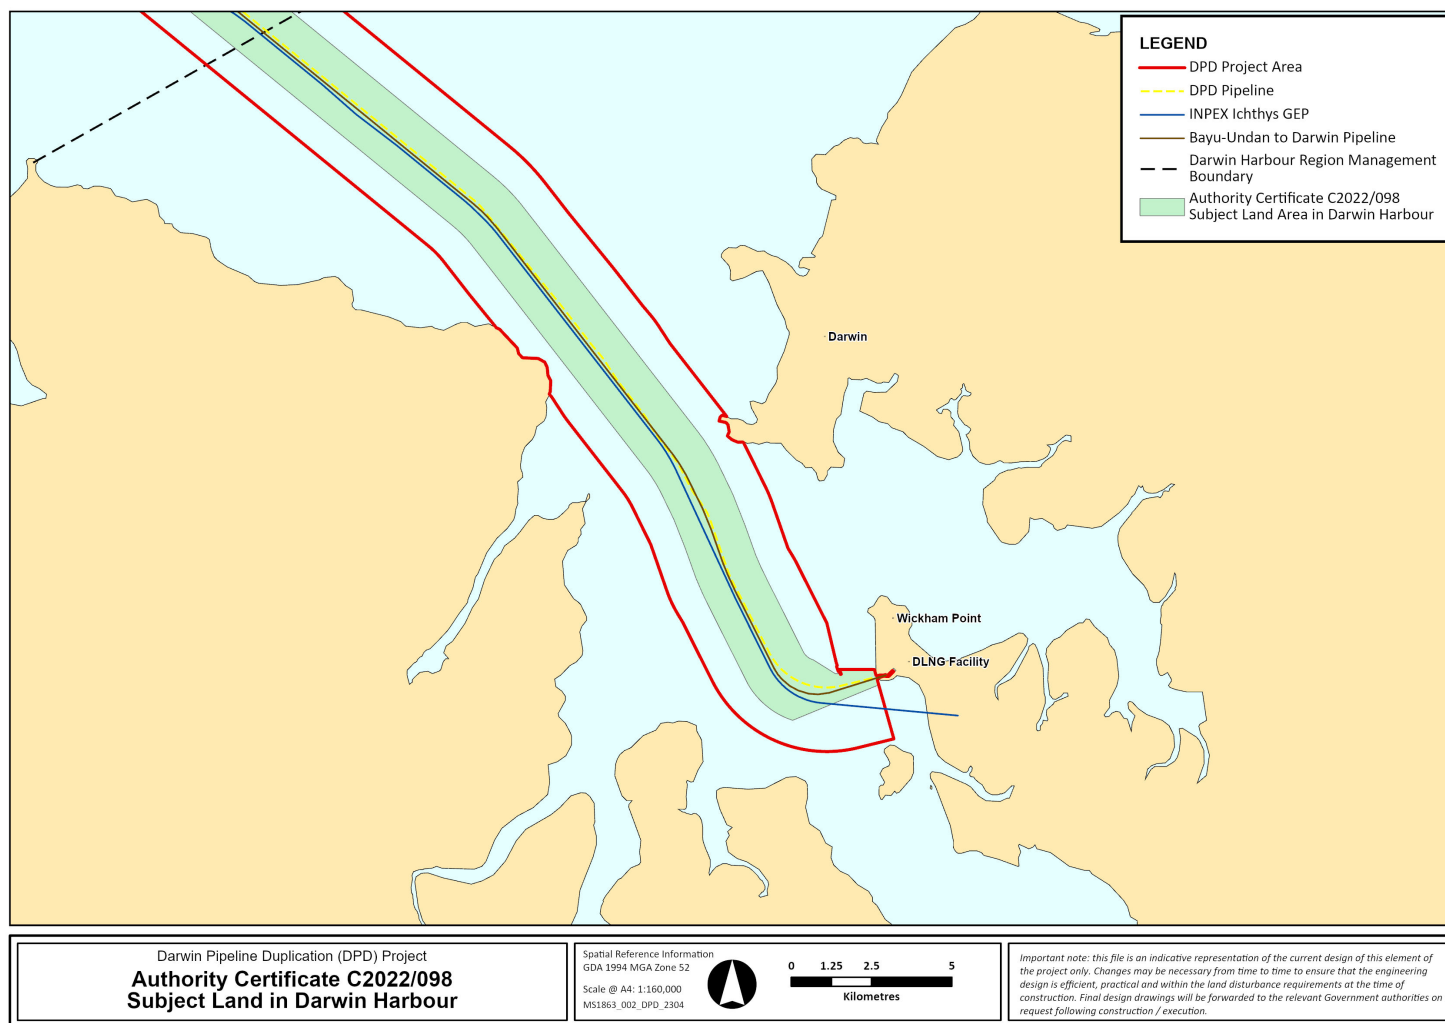 LEGEND
DPD Project Area
DPD Pipeline
INPEX Ichthys GEP
Bayu-Undan to Darwin Pipeline
Darwin Harbour Region Management
Boundary
Authority Certificate C2022/098
Subject Land Area in Darwin Harbour
Darwin
Wickham Point
DLNG Facility
Darwin Pipeline Duplication (DPD) Project
Authority Certificate C2022/098
Subject Land in Darwin Harbour
Spatial Reference Information
GDA 1994 MGA Zone 52
Scale @ A4: 1:160,000
MS1863_002_DPD_2304
0 1.25 2.5 5
Kilometres
Important note: this file is an indicative representation of the current design of this element of
the project only. Changes may be necessary from time to time to ensure that the engineering
design is efficient, practical and within the land disturbance requirements at the time of
construction. Final design drawings will be forwarded to the relevant Government authorities on
request following construction / execution.